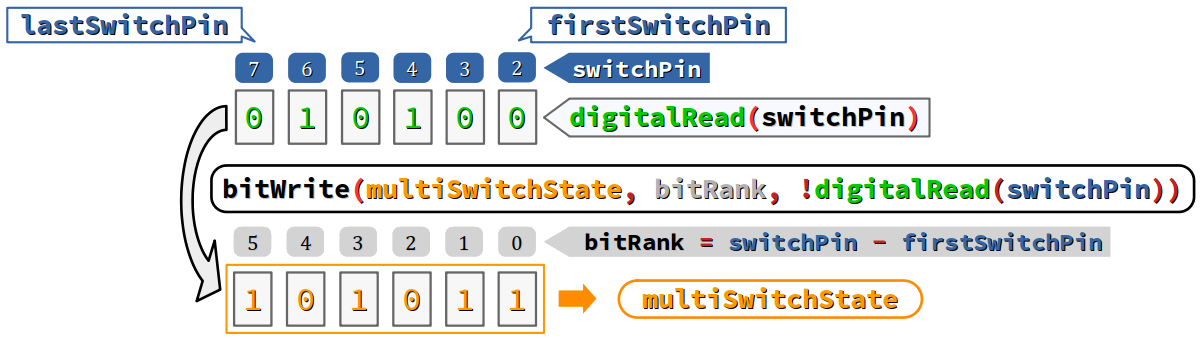 lastSwitchPin firstSwitchPin
7 6 5 4 3 2 switchPin
0 1 0 1 0 0 digitalRead(switchPin)
bitWrite(multiSwitchState, bitRank, !digitalRead(switchPin))
5 4 3 2 1 0 bitRank = switchPin - firstSwitchPin
1 0 1 0 1 1 multiSwitchState